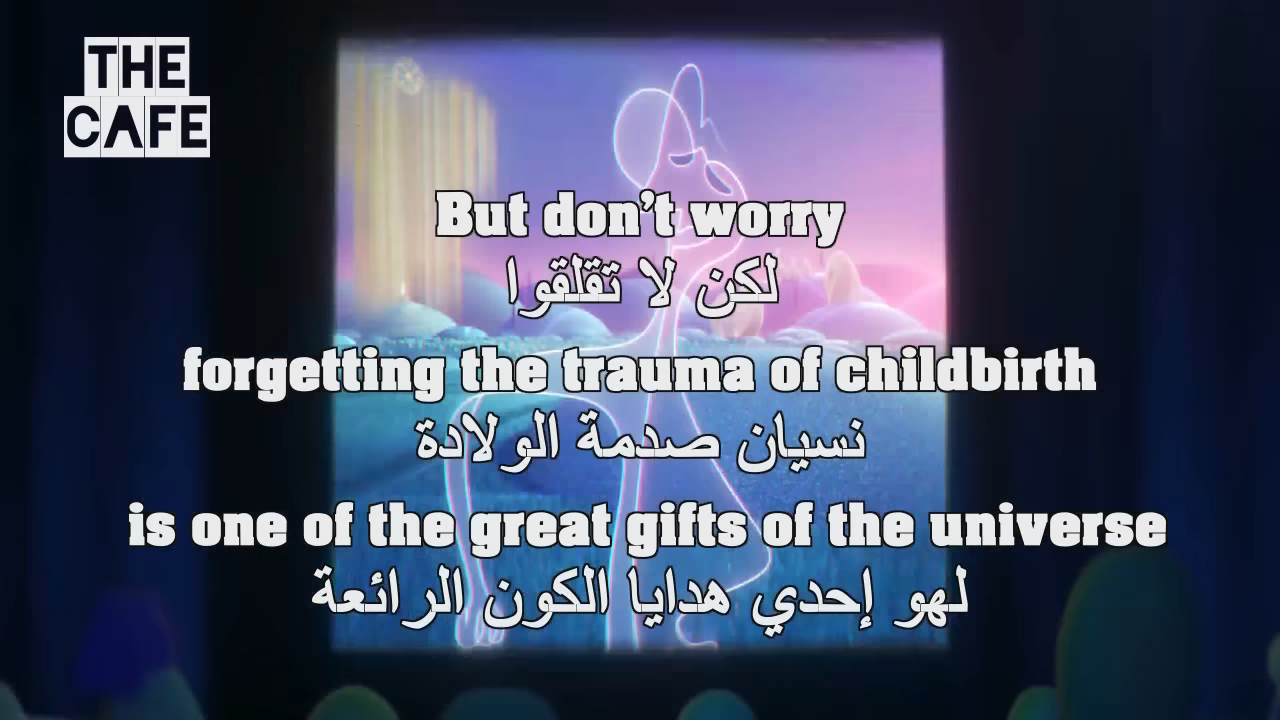 THE
CAFE
But don't worry
لكن لا تقلقوا
forgetting the trauma of childbirth
نسيان صدمة الولادة
is one of the great gifts of the universe
لهو إحدي هدايا الكون الرائعة